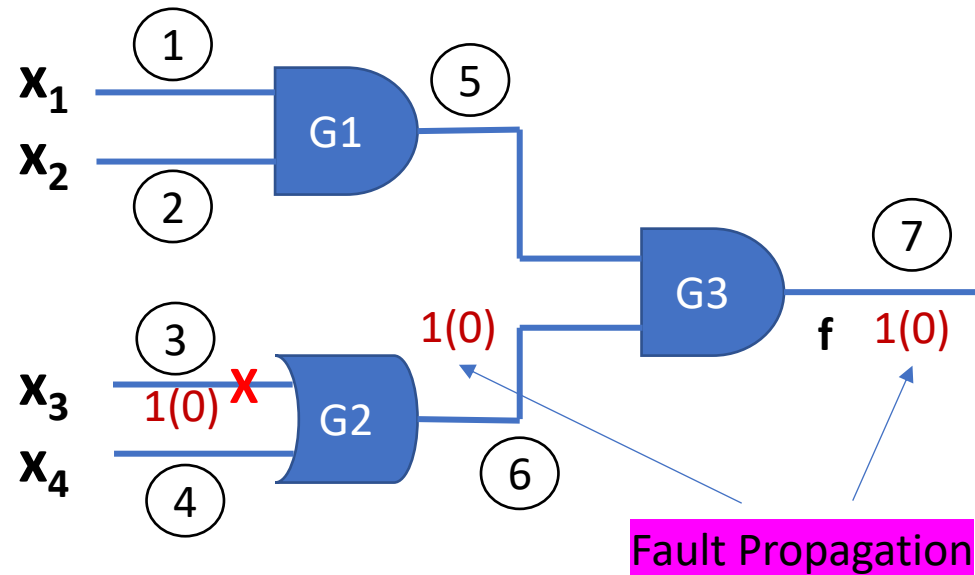 1
x1
5
G1
x2
2
7
G3
3
1(0)
f 1(0)
x3
1(0) X
G2
x4
6
4
Fault Propagation